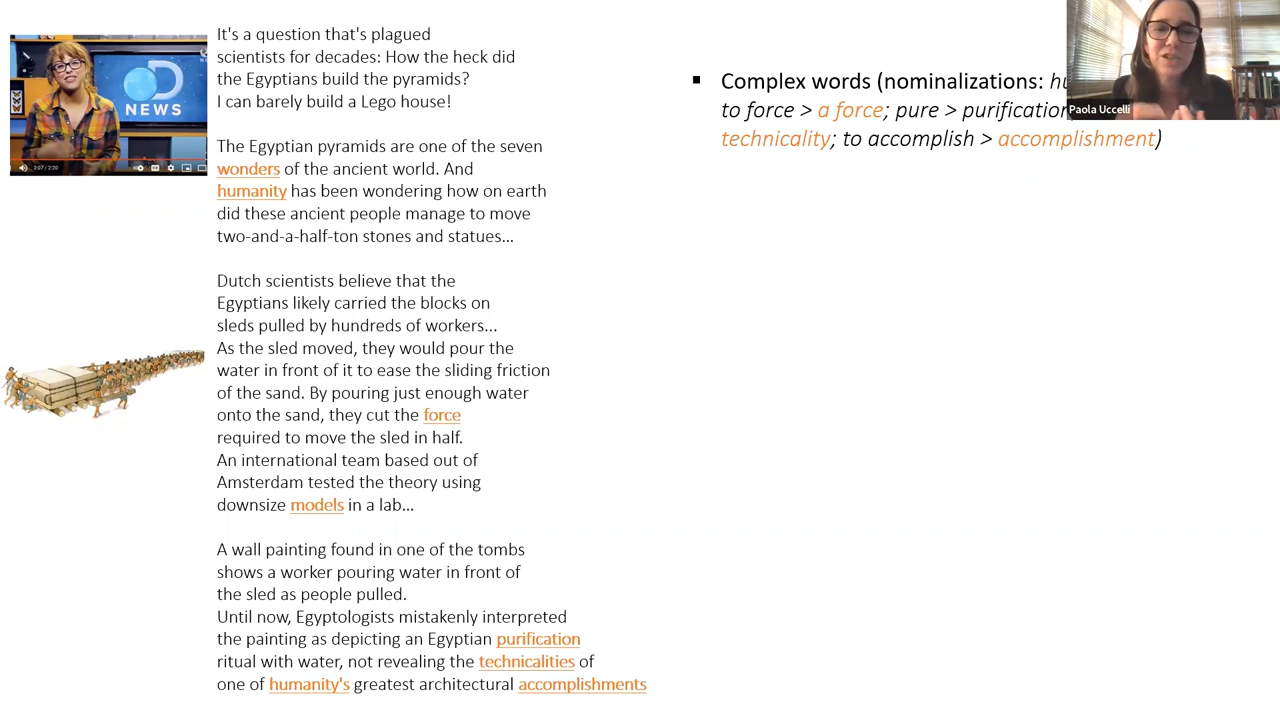 It's a question that's plagued
scientists for decades: How the heck did
the Egyptians build the pyramids?
I can barely build a Lego house!
The Egyptian pyramids are one of the seven
wonders of the ancient world. And
humanity has been wondering how on earth
did these ancient people manage to move
two-and-a-half-ton stones and statues...
Dutch scientists believe that the
Egyptians likely carried the blocks on
sleds pulled by hundreds of workers...
As the sled moved, they would pour the
water in front of it to ease the sliding friction
of the sand. By pouring just enough water
onto the sand, they cut the force
required to move the sled in half.
An international team based out of
Amsterdam tested the theory using
downsize models in a lab...
A wall painting found in one of the tombs
shows a worker pouring water in front of
the sled as people pulled.
Until now, Egyptologists mistakenly interpreted
the painting as depicting an Egyptian purification
ritual with water, not revealing the technicalities of
one of humanity's greatest architectural accomplishments
D
NEWS
2:07 / 2:20
▪ Complex words (nominalizations:
to force > a force; pure > purification
technicality; to accomplish > accomplishment)
Paola Uccelli